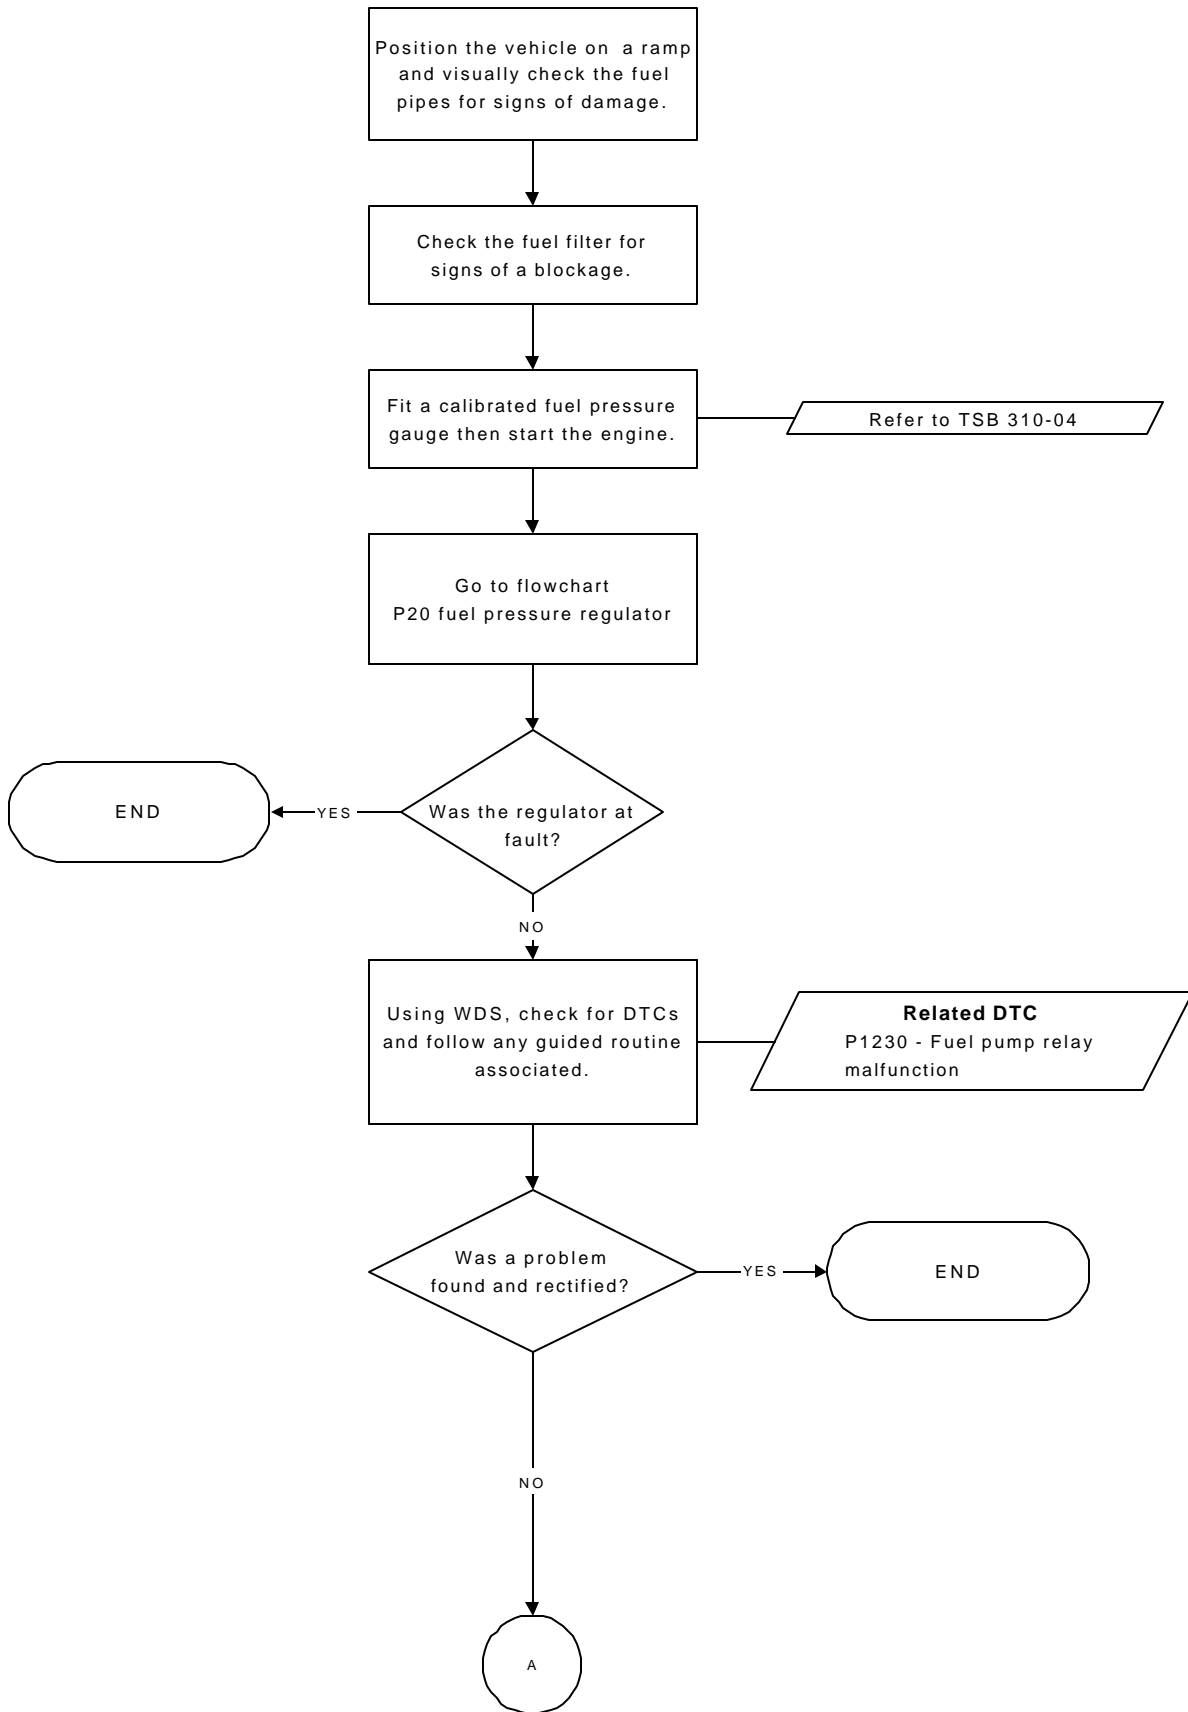 Position the vehicle on a ramp
and visually check the fuel
pipes for signs of damage.
Check the fuel filter for
signs of a blockage.
Fit a calibrated fuel pressure
gauge then start the engine.
Refer to TSB 310-04
Go to flowchart
P20 fuel pressure regulator
Was the regulator at
fault?
YES
END
NO
Using WDS, check for DTCs
and follow any guided routine
associated.
Related DTC
P1230 - Fuel pump relay
malfunction
Was a problem
found and rectified?
YES
END
NO
A